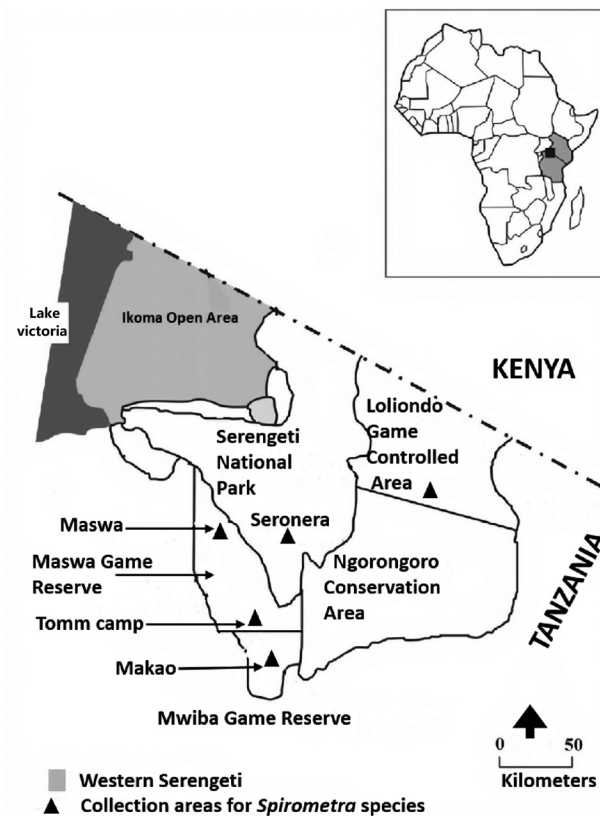 Lake
victoria
Ikoma Open Area
KENYA
Loliondo
Game
Controlled
Area
Serengeti
National
Park
Seronera
Maswa
Maswa Game
Reserve
Ngorongoro
Conservation
Area
TANZANIA
Tomm camp
Makao
Mwiba Game Reserve
0 50
Kilometers
Western Serengeti
Collection areas for Spirometra species